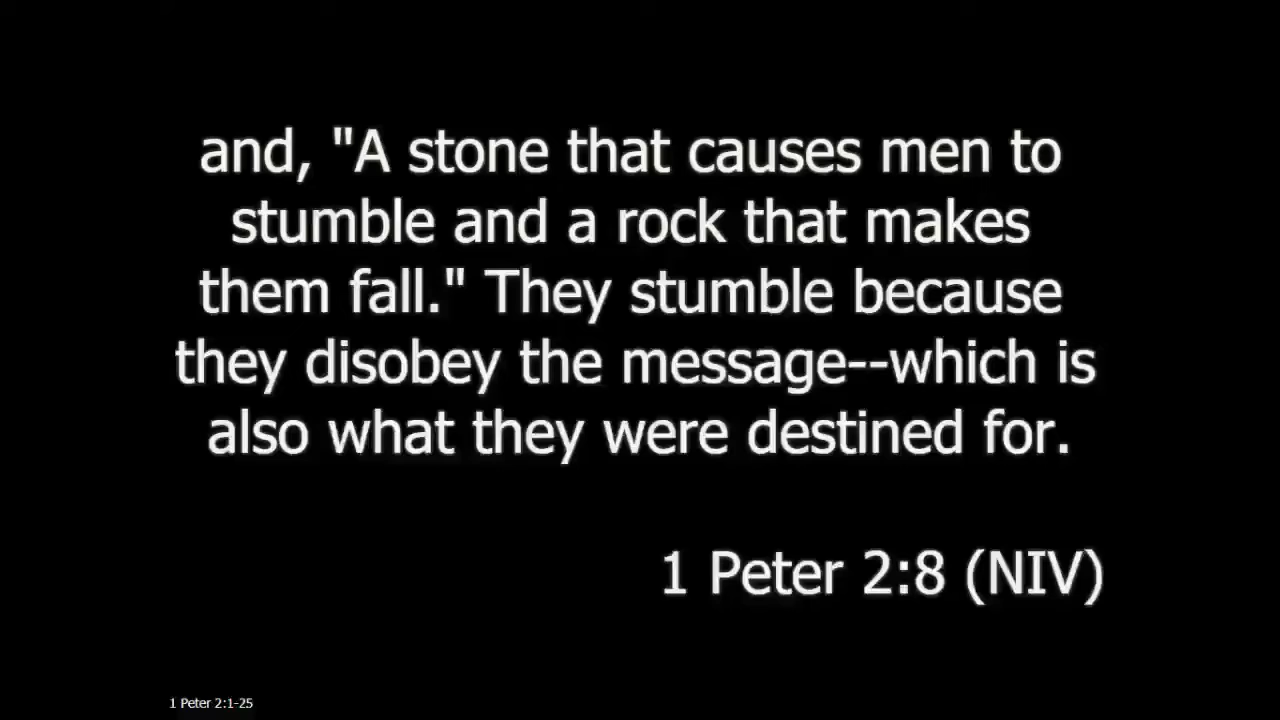 and, "A stone that causes men to
stumble and a rock that makes
them fall." They stumble because
they disobey the message--which is
also what they were destined for.
1 Peter 2:8 (NIV)
1 Peter 2:1-25